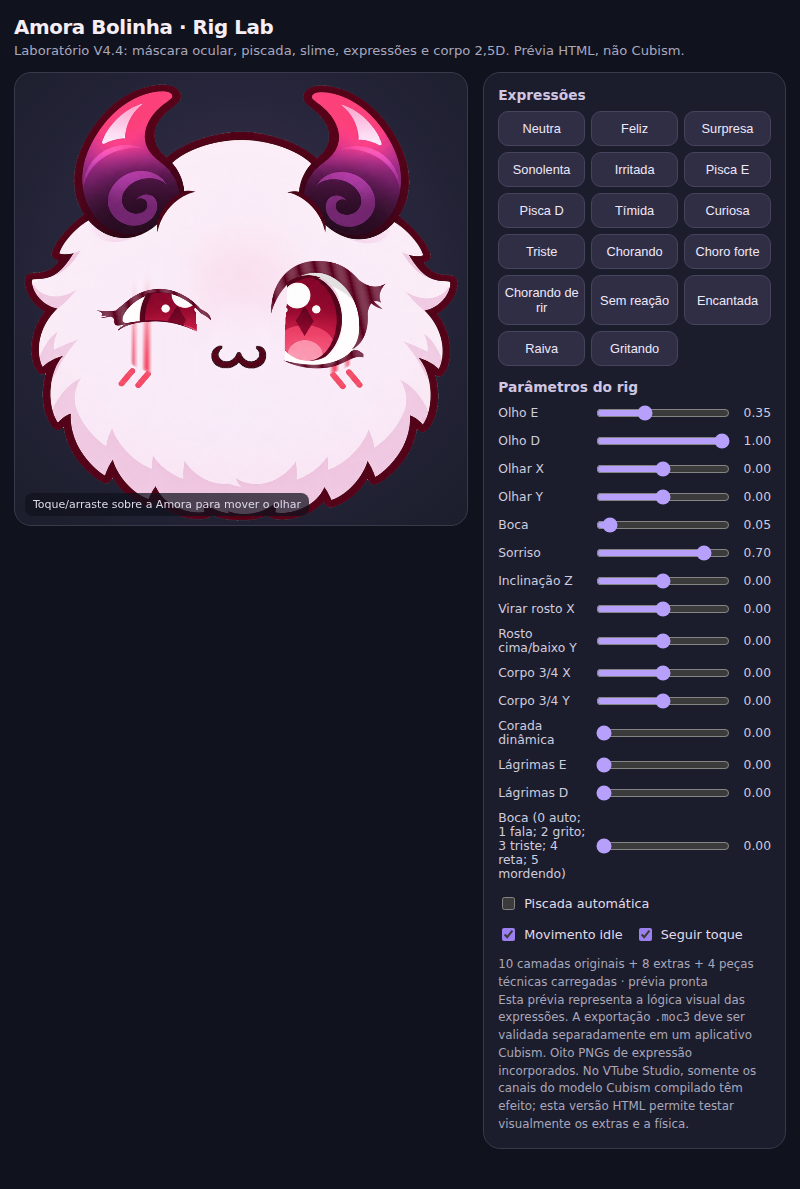 Amora Bolinha · Rig Lab
Laboratório V4.4: máscara ocular, piscada, slime, expressões e corpo 2,5D. Prévia HTML, não Cubism.
Toque/arraste sobre a Amora para mover o olhar
Expressões
Neutra
Feliz
Surpresa
Sonolenta
Irritada
Pisca E
Pisca D
Tímida
Curiosa
Triste
Chorando
Choro forte
Chorando de
rir
Sem reação
Encantada
Raiva
Gritando
Parâmetros do rig
Olho E 0.35
Olho D 1.00
Olhar X 0.00
Olhar Y 0.00
Boca 0.05
Sorriso 0.70
Inclinação Z 0.00
Virar rosto X 0.00
Rosto
cima/baixo Y 0.00
Corpo 3/4 X 0.00
Corpo 3/4 Y 0.00
Corada
dinâmica 0.00
Lágrimas E 0.00
Lágrimas D 0.00
Boca (0 auto;
1 fala; 2 grito;
3 triste; 4 0.00
reta; 5
mordendo)
Piscada automática
Movimento idle Seguir toque
10 camadas originais + 8 extras + 4 peças
técnicas carregadas · prévia pronta
Esta prévia representa a lógica visual das
expressões. A exportação .moc3 deve ser
validada separadamente em um aplicativo
Cubism. Oito PNGs de expressão
incorporados. No VTube Studio, somente os
canais do modelo Cubism compilado têm
efeito; esta versão HTML permite testar
visualmente os extras e a física.